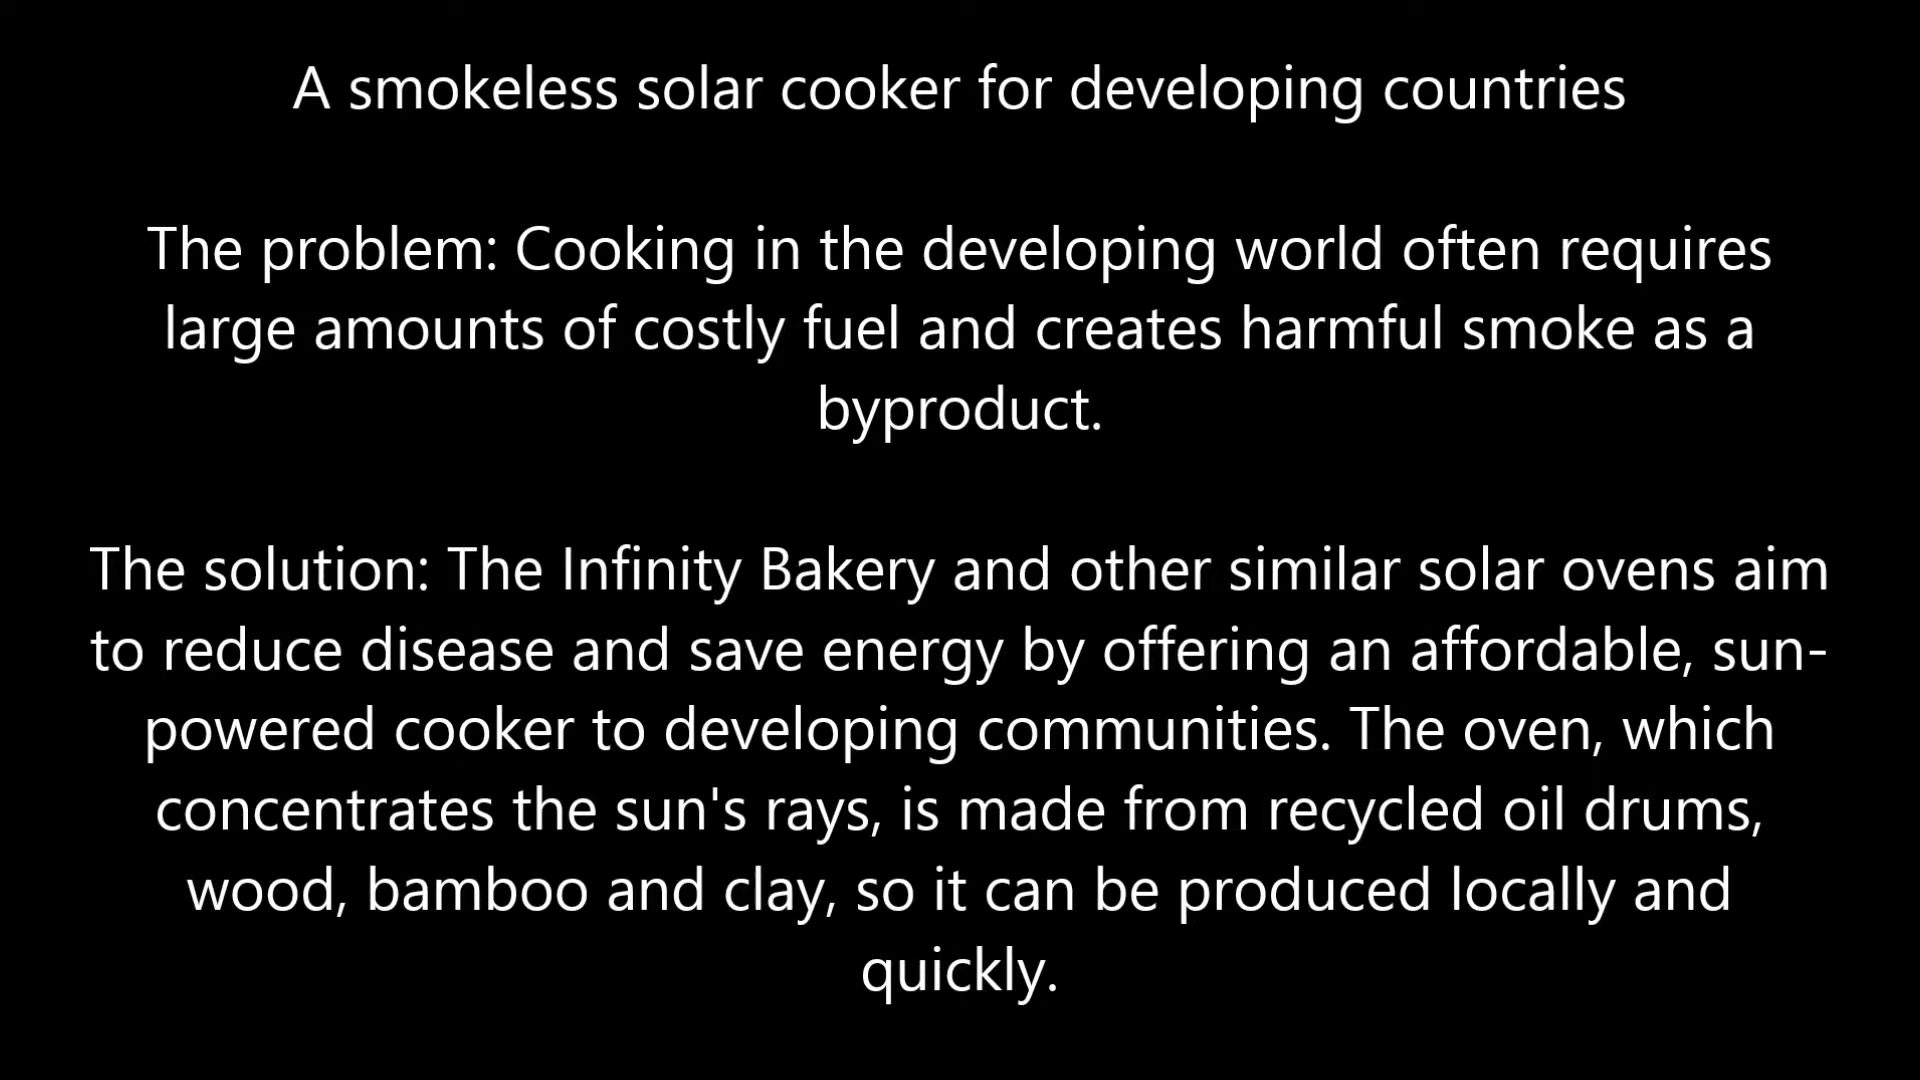 A smokeless solar cooker for developing countries
The problem: Cooking in the developing world often requires
large amounts of costly fuel and creates harmful smoke as a
byproduct.
The solution: The Infinity Bakery and other similar solar ovens aim
to reduce disease and save energy by offering an affordable, sun-
powered cooker to developing communities. The oven, which
concentrates the sun's rays, is made from recycled oil drums,
wood, bamboo and clay, so it can be produced locally and
quickly.